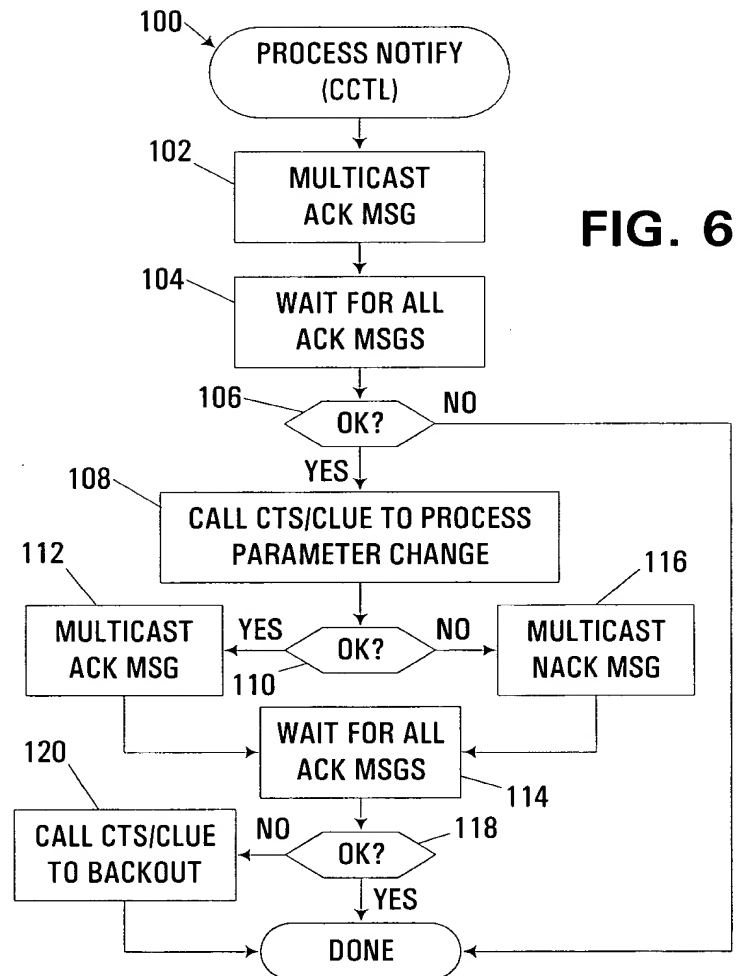 100
PROCESS NOTIFY
(CCTL)
102
MULTICAST
ACK MSG
FIG. 6
104
WAIT FOR ALL
ACK MSGS
106
OK?
NO
YES
108
CALL CTS/CLUE TO PROCESS
PARAMETER CHANGE
112
116
MULTICAST
ACK MSG
YES
OK?
NO
110
MULTICAST
NACK MSG
WAIT FOR ALL
ACK MSGS
114
120
CALL CTS/CLUE
TO BACKOUT
NO
OK?
118
YES
DONE